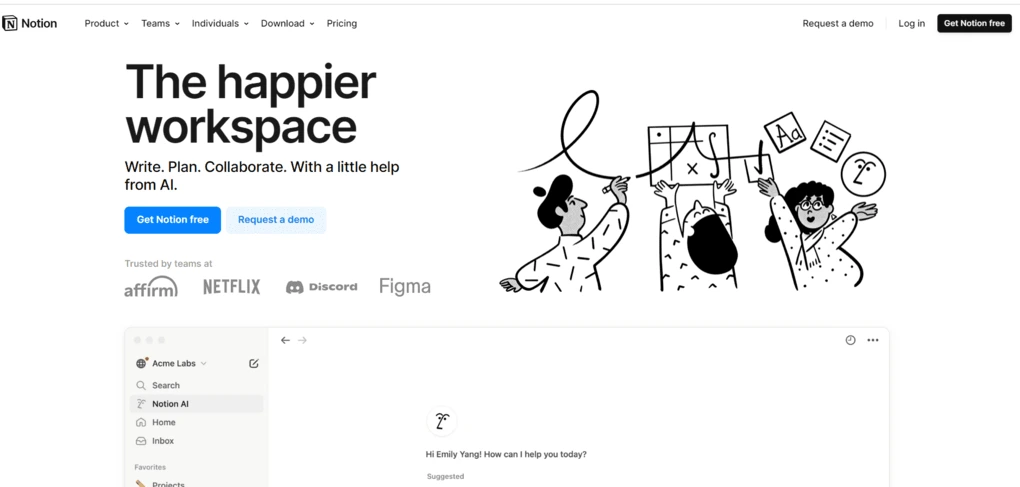 Notion Product Teams Individuals Download Pricing Request a demo Log in Get Notion free
The happier
workspace
Write. Plan. Collaborate. With a little help
from AI.
Get Notion free Request a demo
Aa
Trusted by teams at
affirm NETFLIX Discord Figma
Acme Labs
Search
Notion AI
Home
Inbox
Favorites
Projects
Hi Emily Yang! How can I help you today?
Suggested